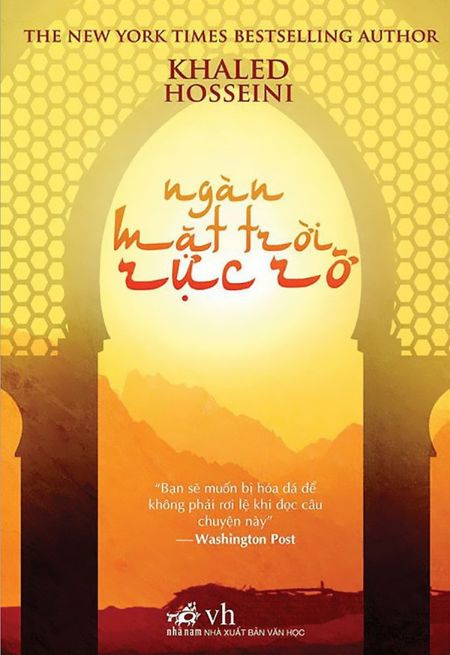 THE NEW YORK TIMES BESTSELLING AUTHOR
KHALED
HOSSEINI
ngàn
mặt trời
rực rỡ
“Bạn sẽ muốn bị hóa đá để
không phải rơi lệ khi đọc câu
chuyện này”
—Washington Post
vh
nhã nam NHÀ XUẤT BẢN VĂN HỌC